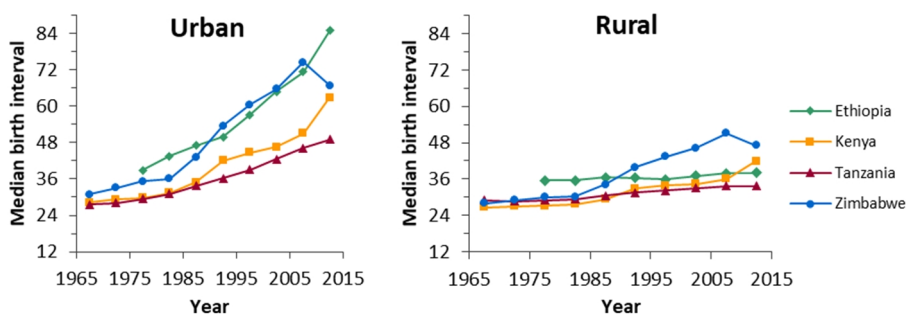 Urban
Median birth interval
84
72
60
48
36
24
12
1965 1975 1985 1995 2005 2015
Year
Rural
Median birth interval
84
72
60
48
36
24
12
1965 1975 1985 1995 2005 2015
Year
Ethiopia
Kenya
Tanzania
Zimbabwe